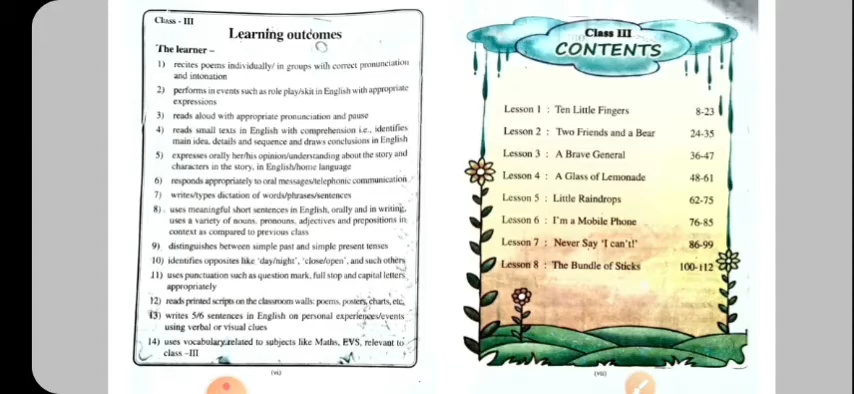 Class - III
Learning outcomes
The learner –
1) recites poems individually/ in groups with correct pronunciation
and intonation
2) performs in events such as role play/skit in English with appropriate
expressions
3) reads aloud with appropriate pronunciation and pause
4) reads small texts in English with comprehension i.e., identifies
main idea, details and sequence and draws conclusions in English
5) expresses orally her/his opinion/understanding about the story and
characters in the story, in English/home language
6) responds appropriately to oral messages/telephonic communication
7) writes/types dictation of words/phrases/sentences
8) uses meaningful short sentences in English, orally and in writing,
uses a variety of nouns, pronouns, adjectives and prepositions in
context as compared to previous class
9) distinguishes between simple past and simple present tenses
10) identifies opposites like 'day/night', 'close/open', and such others
11) uses punctuation such as question mark, full stop and capital letters
appropriately
12) reads printed scripts on the classroom walls: poems, posters, charts, etc.
13) writes 5/6 sentences in English on personal experiences/events
using verbal or visual clues
14) uses vocabulary related to subjects like Maths, EVS, relevant to
class –III
(vi)
Class III
CONTENTS
Lesson 1 : Ten Little Fingers 8-23
Lesson 2 : Two Friends and a Bear 24-35
Lesson 3 : A Brave General 36-47
Lesson 4 : A Glass of Lemonade 48-61
Lesson 5 : Little Raindrops 62-75
Lesson 6 : I'm a Mobile Phone 76-85
Lesson 7 : Never Say 'I can't!' 86-99
Lesson 8 : The Bundle of Sticks 100-112
(vii)